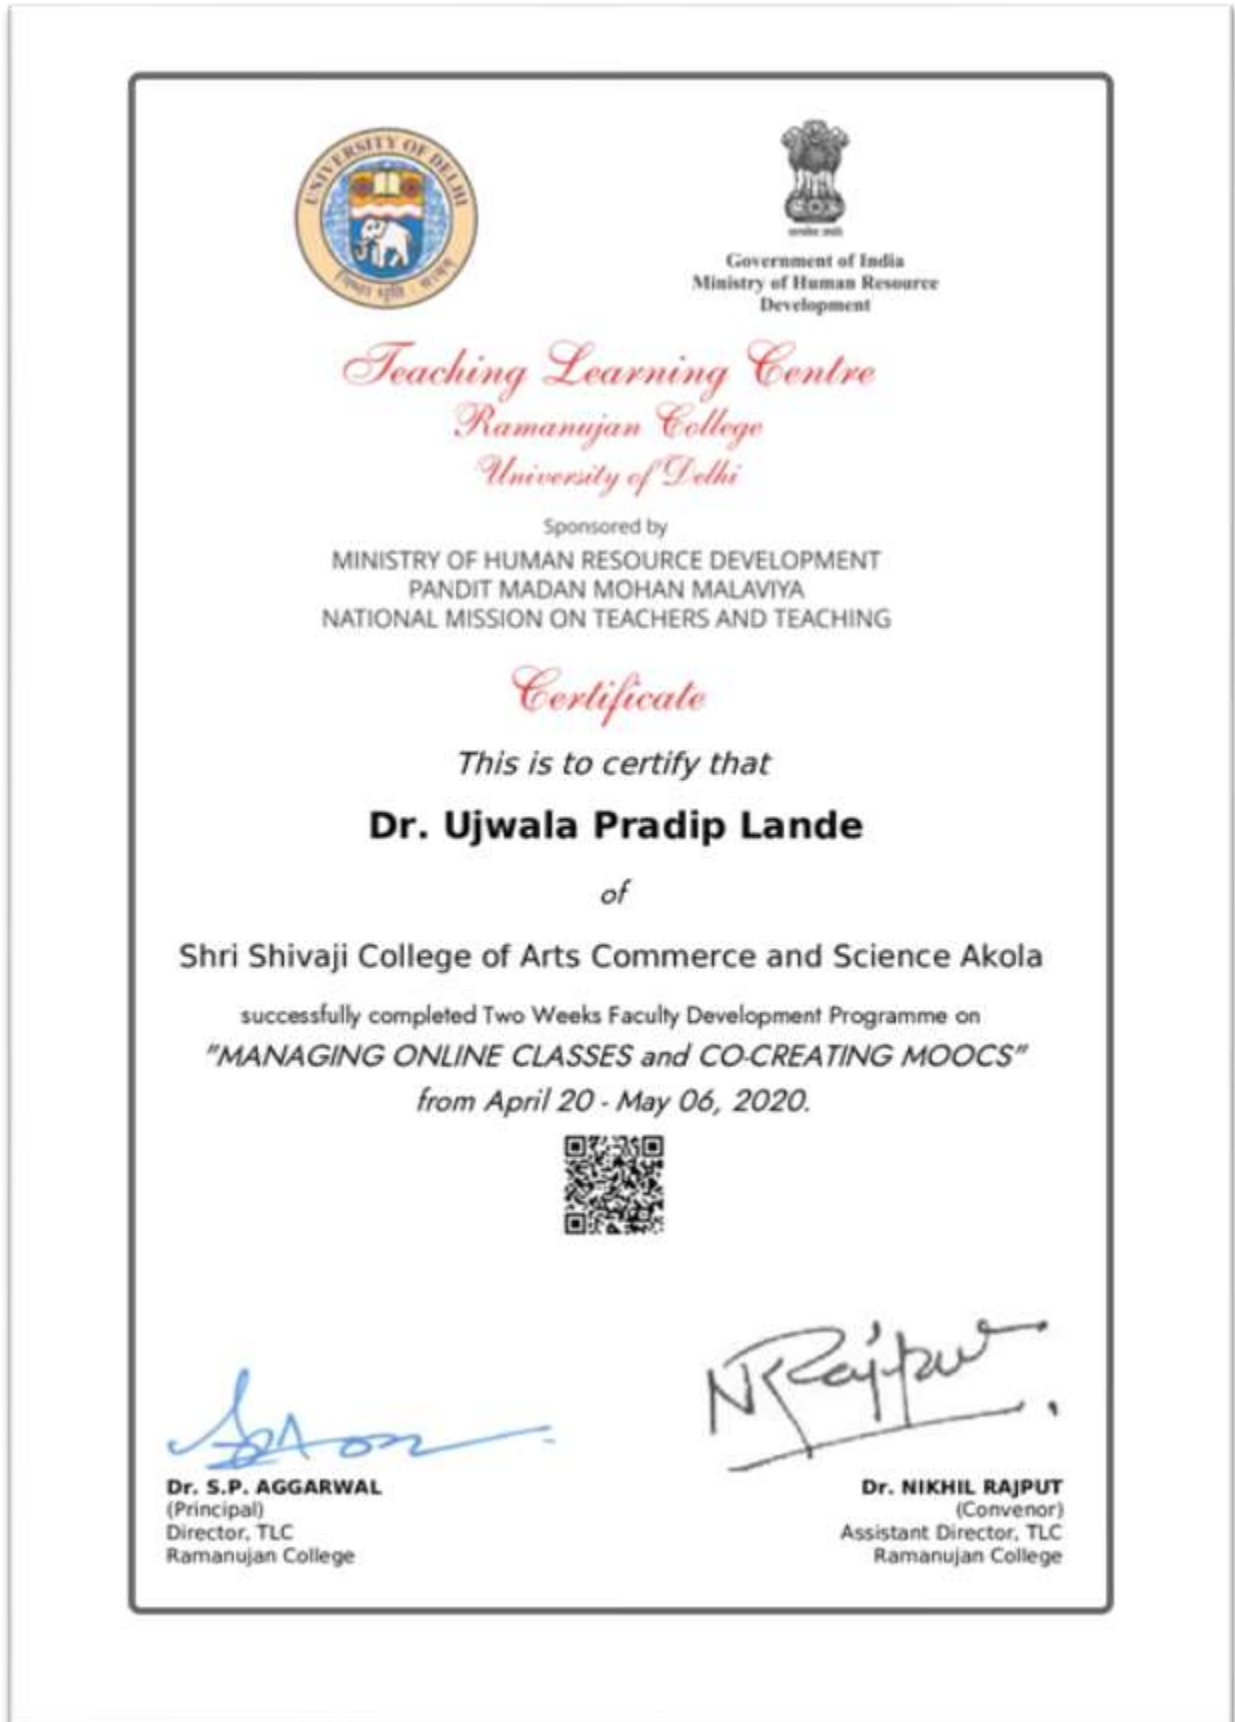 UNIVERSITY OF DELHI
Government of India
Ministry of Human Resource
Development
Teaching Learning Centre
Ramanujan College
University of Delhi
Sponsored by
MINISTRY OF HUMAN RESOURCE DEVELOPMENT
PANDIT MADAN MOHAN MALAVIYA
NATIONAL MISSION ON TEACHERS AND TEACHING
Certificate
This is to certify that
Dr. Ujwala Pradip Lande
of
Shri Shivaji College of Arts Commerce and Science Akola
successfully completed Two Weeks Faculty Development Programme on
"MANAGING ONLINE CLASSES and CO-CREATING MOOCS"
from April 20 - May 06, 2020.
NRajput
Dr. S.P. AGGARWAL
(Principal)
Director, TLC
Ramanujan College
Dr. NIKHIL RAJPUT
(Convenor)
Assistant Director, TLC
Ramanujan College